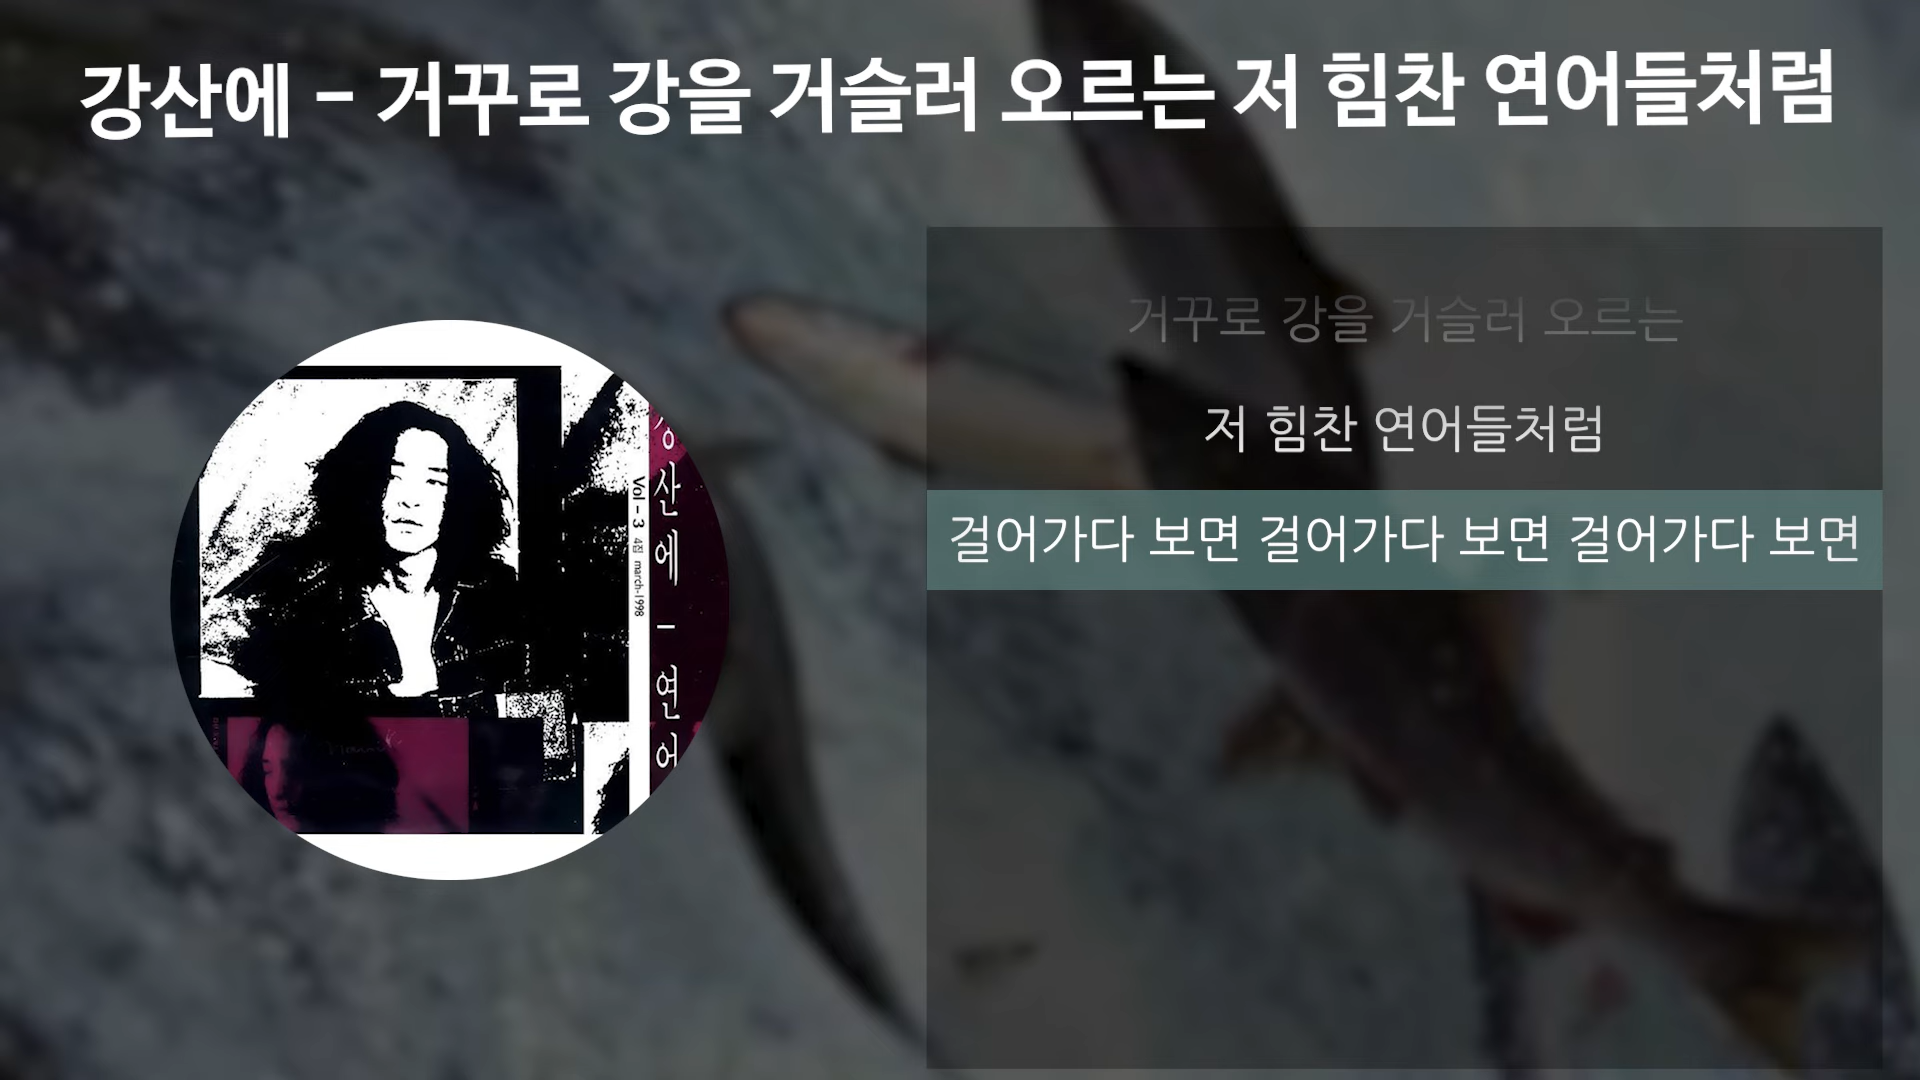 강산에 - 거꾸로 강을 거슬러 오르는 저 힘찬 연어들처럼
거꾸로 강을 거슬러 오르는
저 힘찬 연어들처럼
걸어가다 보면 걸어가다 보면 걸어가다 보면
강산에 - 연어
Vol - 3 4집 march-1998